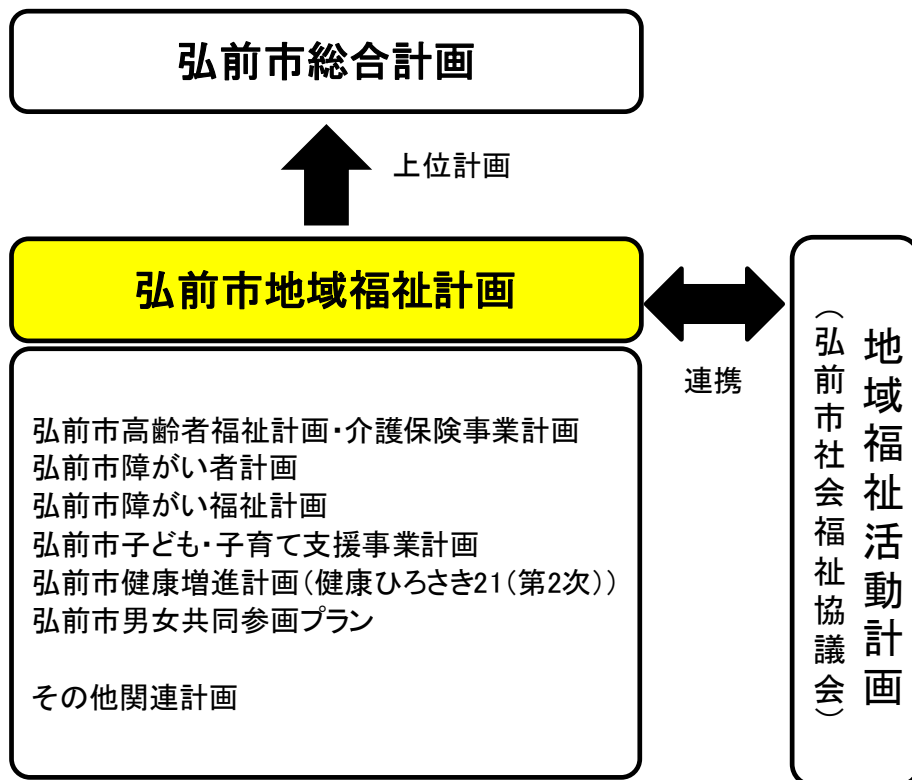 弘前市総合計画
上位計画
弘前市地域福祉計画
連携
弘前市高齢者福祉計画・介護保険事業計画
弘前市障がい者計画
弘前市障がい福祉計画
弘前市子ども・子育て支援事業計画
弘前市健康増進計画(健康ひろさき21(第2次))
弘前市男女共同参画プラン
その他関連計画
地域福祉活動計画
(弘前市社会福祉協議会)